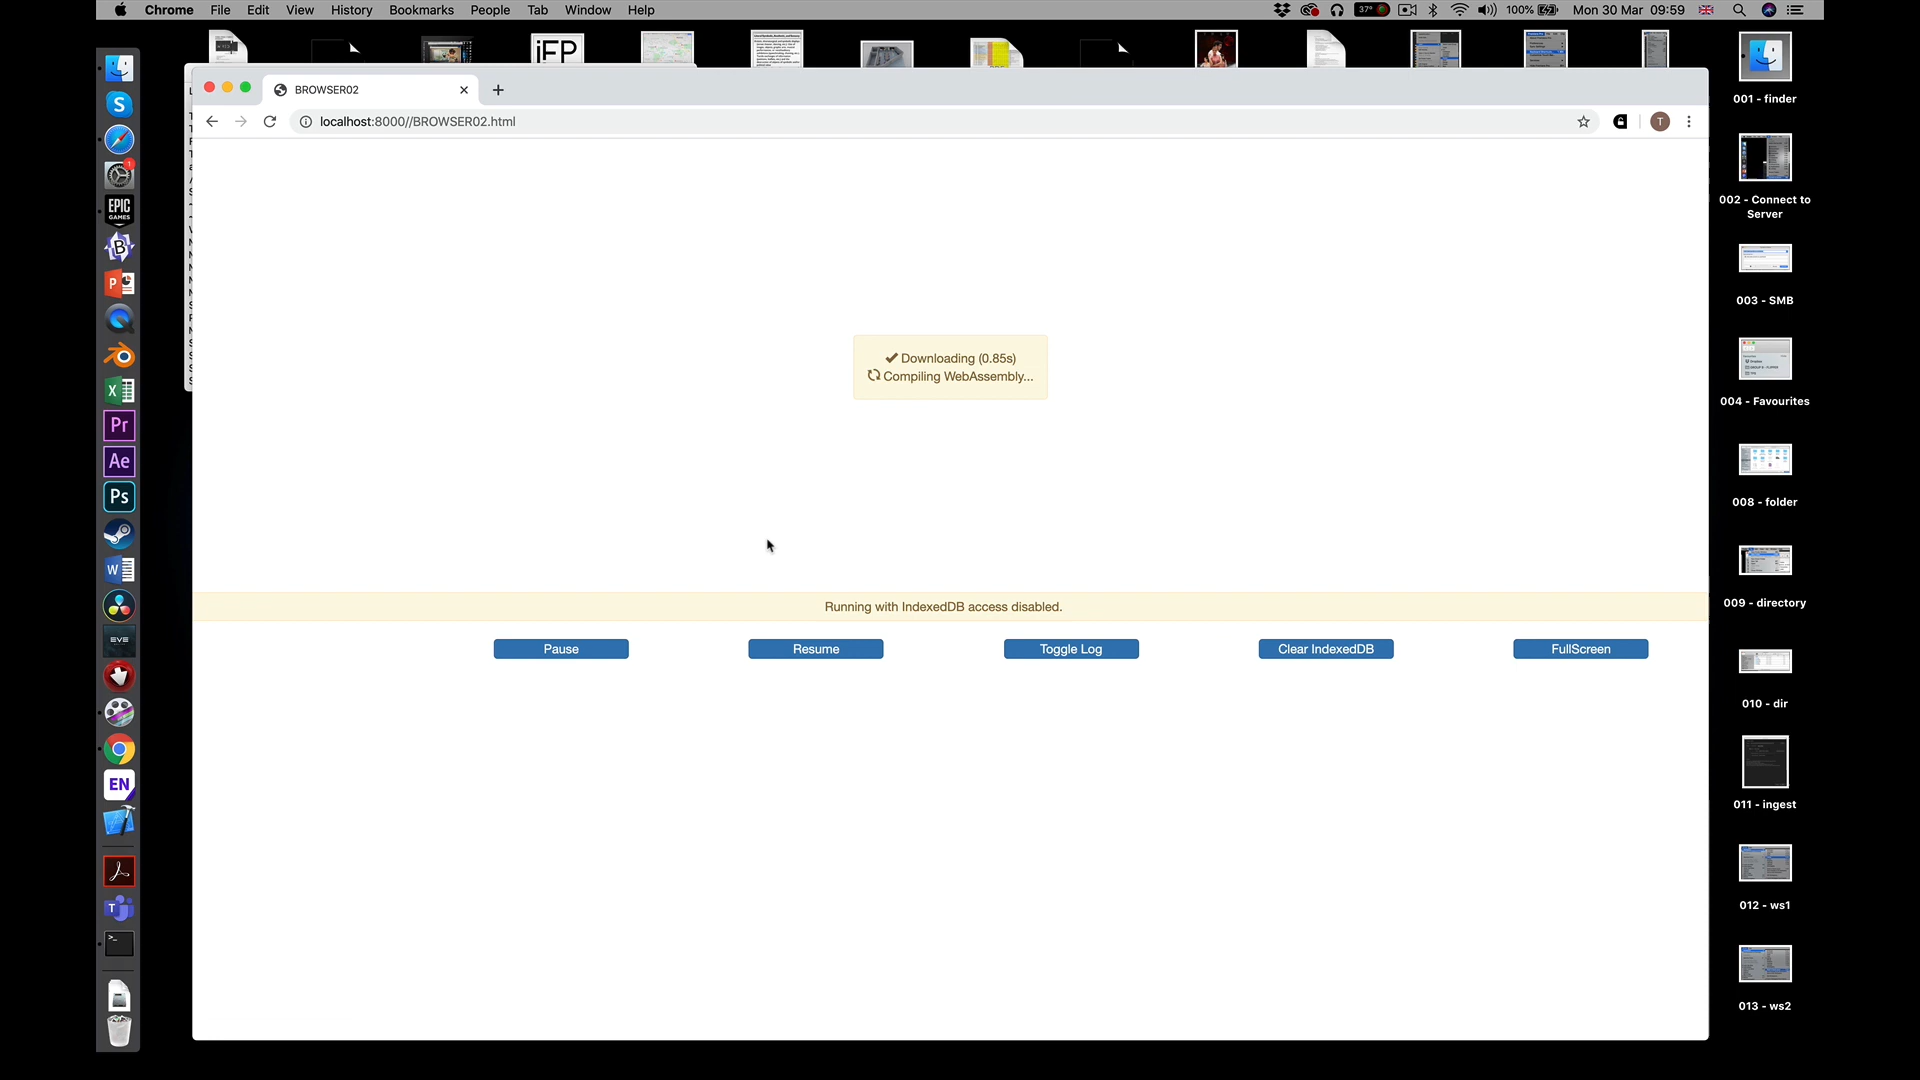 Chrome File Edit View History Bookmarks People Tab Window Help
37° 100% Mon 30 Mar 09:59
iFP
BROWSER02
localhost:8000//BROWSER02.html
T
Downloading (0.85s)
Compiling WebAssembly...
Running with IndexedDB access disabled.
Pause Resume Toggle Log Clear IndexedDB FullScreen
S
1
EPIC
GAMES
B
P
X
Pr
Ae
Ps
W
EVE
EN
T
>_
001 - finder
002 - Connect to
Server
003 - SMB
004 - Favourites
008 - folder
009 - directory
010 - dir
011 - ingest
012 - ws1
013 - ws2